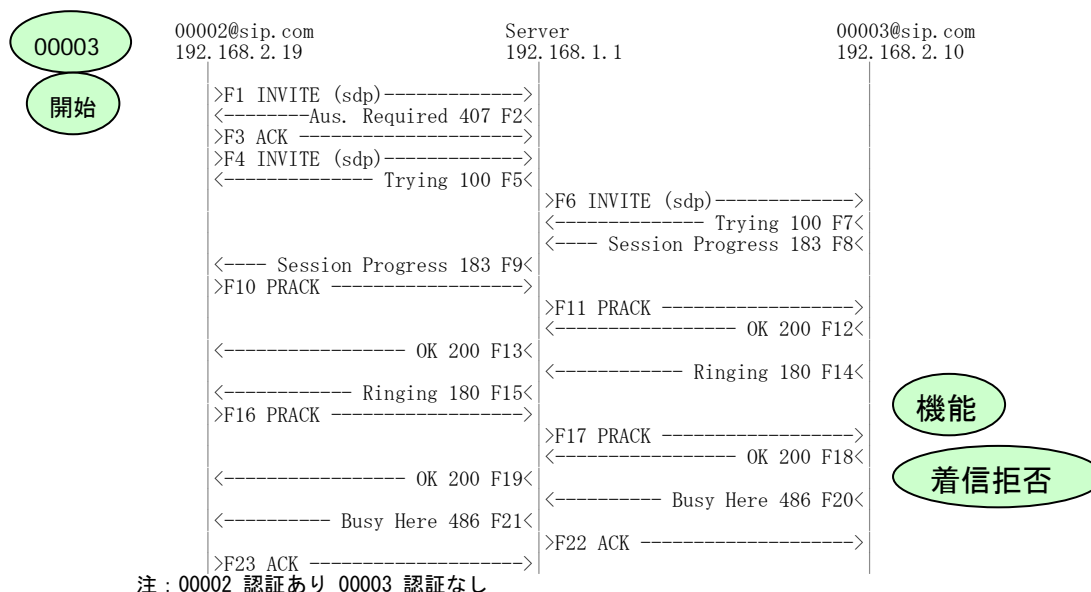 00003
開始
00002@sip.com Server 00003@sip.com
192.168.2.19 192.168.1.1 192.168.2.10
>F1 INVITE (sdp)------------->
<--------Aus. Required 407 F2<
>F3 ACK --------------------->
>F4 INVITE (sdp)------------->
<-------------- Trying 100 F5<
>F6 INVITE (sdp)------------->
<-------------- Trying 100 F7<
<---- Session Progress 183 F8<
<---- Session Progress 183 F9<
>F10 PRACK ------------------>
>F11 PRACK ------------------>
<----------------- OK 200 F12<
<----------------- OK 200 F13<
<------------ Ringing 180 F14<
<------------ Ringing 180 F15<
>F16 PRACK ------------------>
機能
>F17 PRACK ------------------>
<----------------- OK 200 F18<
着信拒否
<----------------- OK 200 F19<
<---------- Busy Here 486 F20<
<---------- Busy Here 486 F21<
>F22 ACK -------------------->
>F23 ACK -------------------->
注：00002 認証あり 00003 認証なし